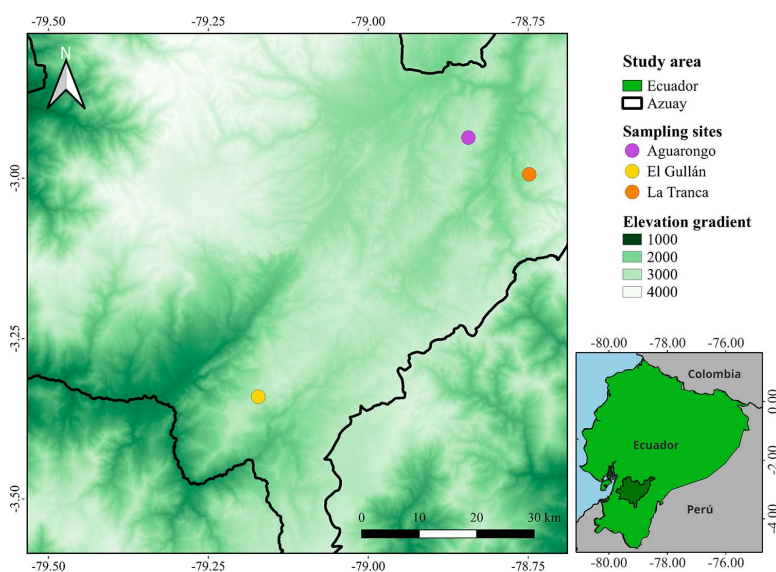 -79.50
-79.25
-79.00
-78.75
N
-3.00
-3.25
-3.50
0 10 20 30 km
-79.50
-79.25
-79.00
-78.75
Study area
Ecuador
Azuay
Sampling sites
Aguarongo
El Gullán
La Tranca
Elevation gradient
1000
2000
3000
4000
-80.00
-78.00
-76.00
Colombia
0.00
Ecuador
-2.00
Perú
-4.00
-80.00
-78.00
-76.00